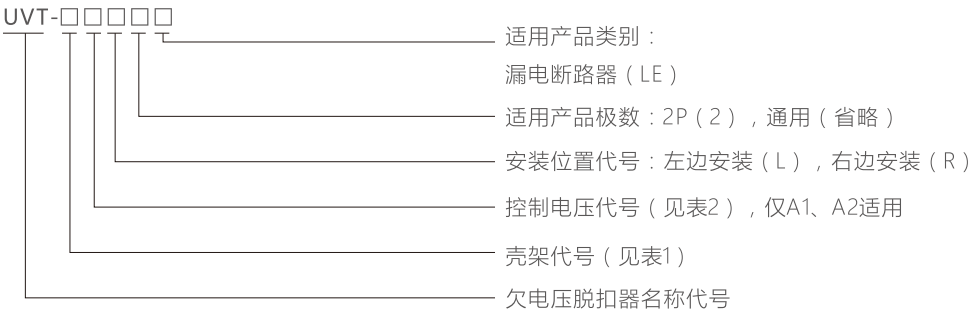 UVT-□□□□□
适用产品类别：
漏电断路器（LE）
适用产品极数：2P（2），通用（省略）
安装位置代号：左边安装（L），右边安装（R）
控制电压代号（见表2），仅A1、A2适用
壳架代号（见表1）
欠电压脱扣器名称代号